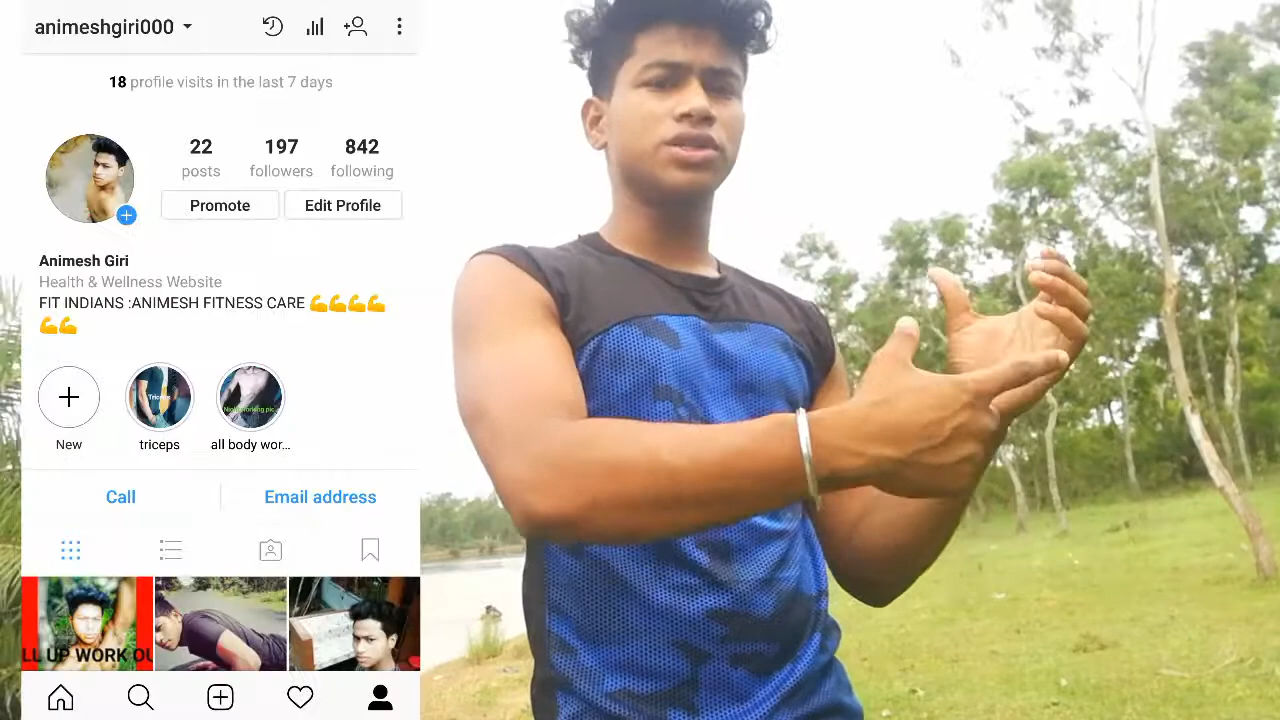 animeshgiri000
18 profile visits in the last 7 days
22 197 842
posts followers following
Promote Edit Profile
Animesh Giri
Health & Wellness Website
FIT INDIANS :ANIMESH FITNESS CARE 💪💪💪💪
💪💪
New triceps all body wor...
Call Email address
LL UP WORK OU